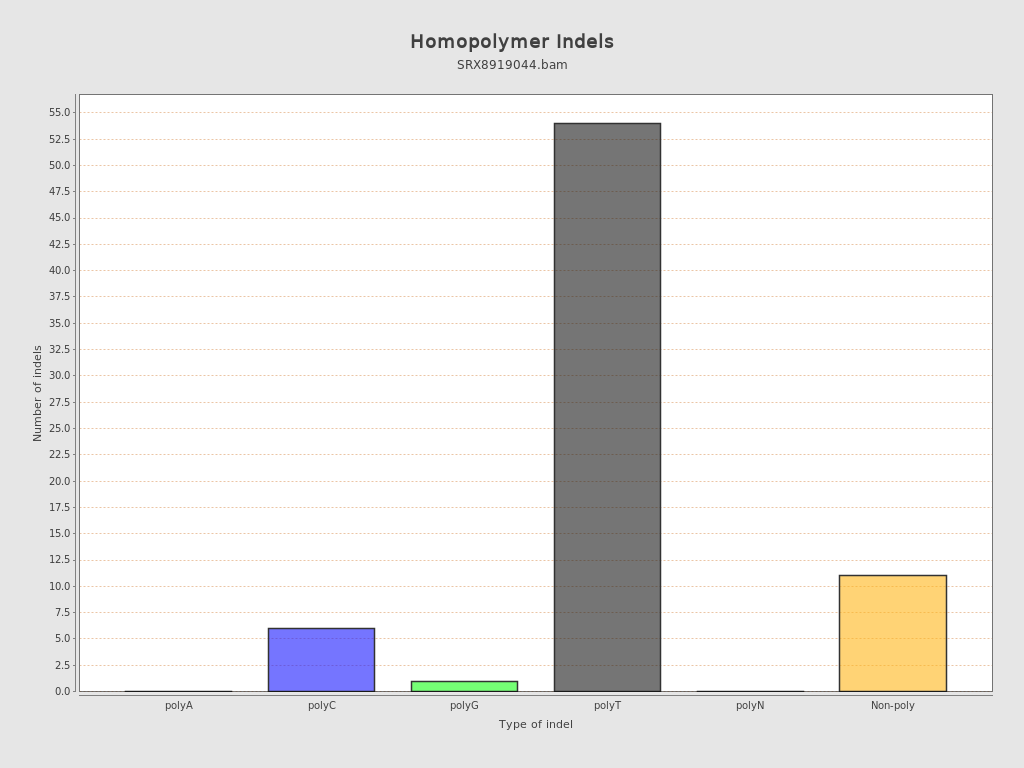 Homopolymer Indels
SRX8919044.bam
55.0
52.5
50.0
47.5
45.0
42.5
40.0
37.5
35.0
32.5
30.0
27.5
25.0
22.5
20.0
17.5
15.0
12.5
10.0
7.5
5.0
2.5
0.0
Number of indels
polyA
polyC
polyG
polyT
polyN
Non-poly
Type of indel